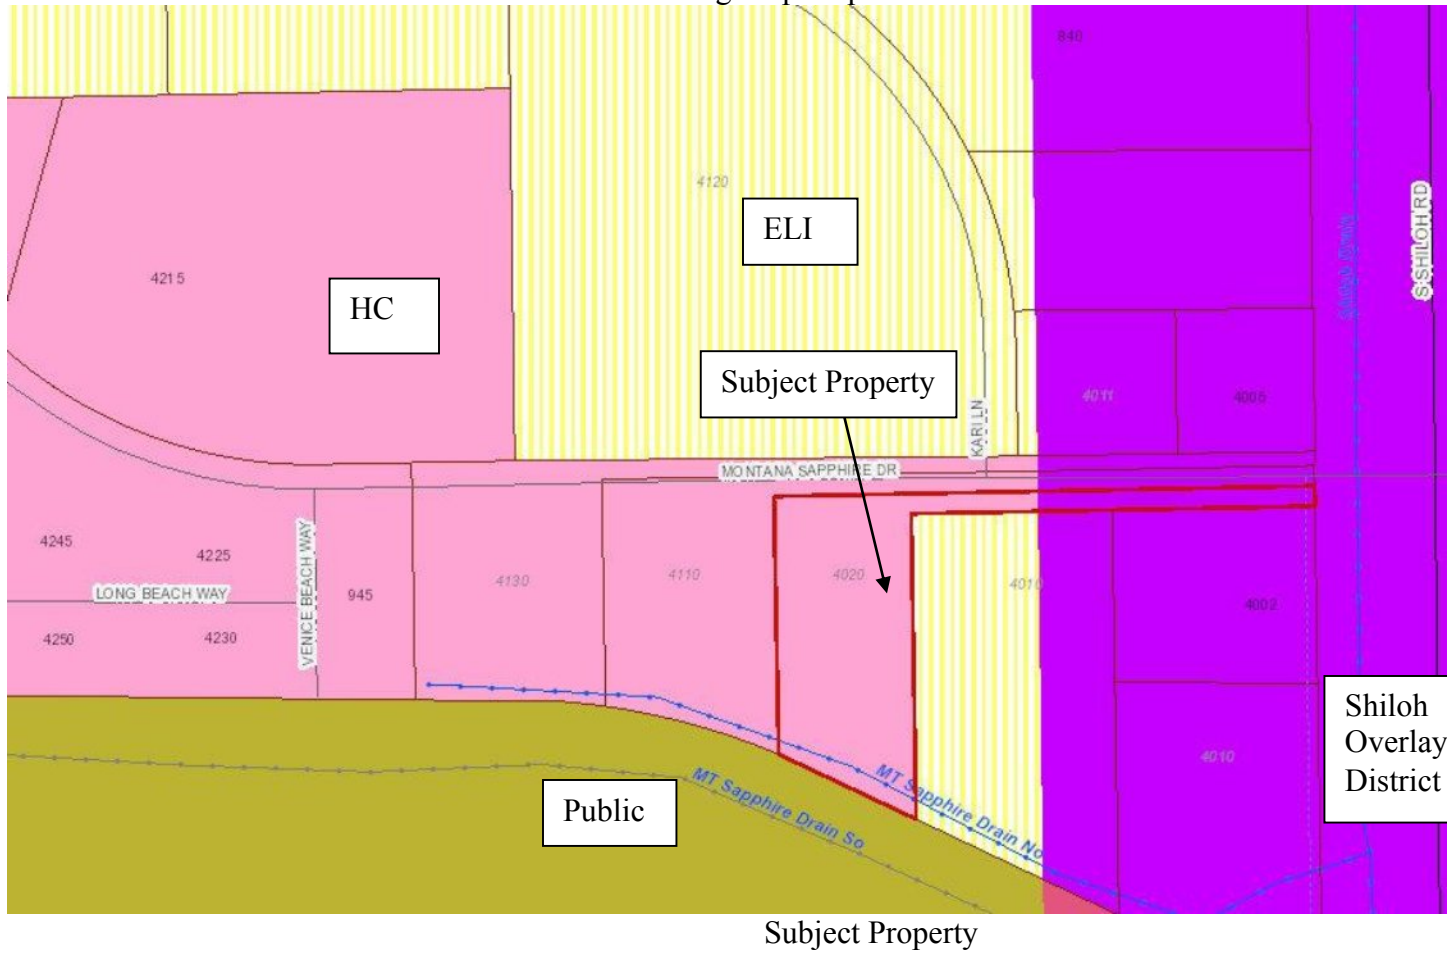 840
4120
ELI
S SHILOH RD
4215
HC
Shiloh Drain
Subject Property
4011
4005
KARI LN
MONTANA SAPPHIRE DR
4245
4225
VENICE BEACH WAY
945
4130
4110
4020
4010
4002
LONG BEACH WAY
4250
4230
Shiloh
Overlay
District
4010
MT Sapphire Drain So
MT Sapphire Drain No
Public
Subject Property